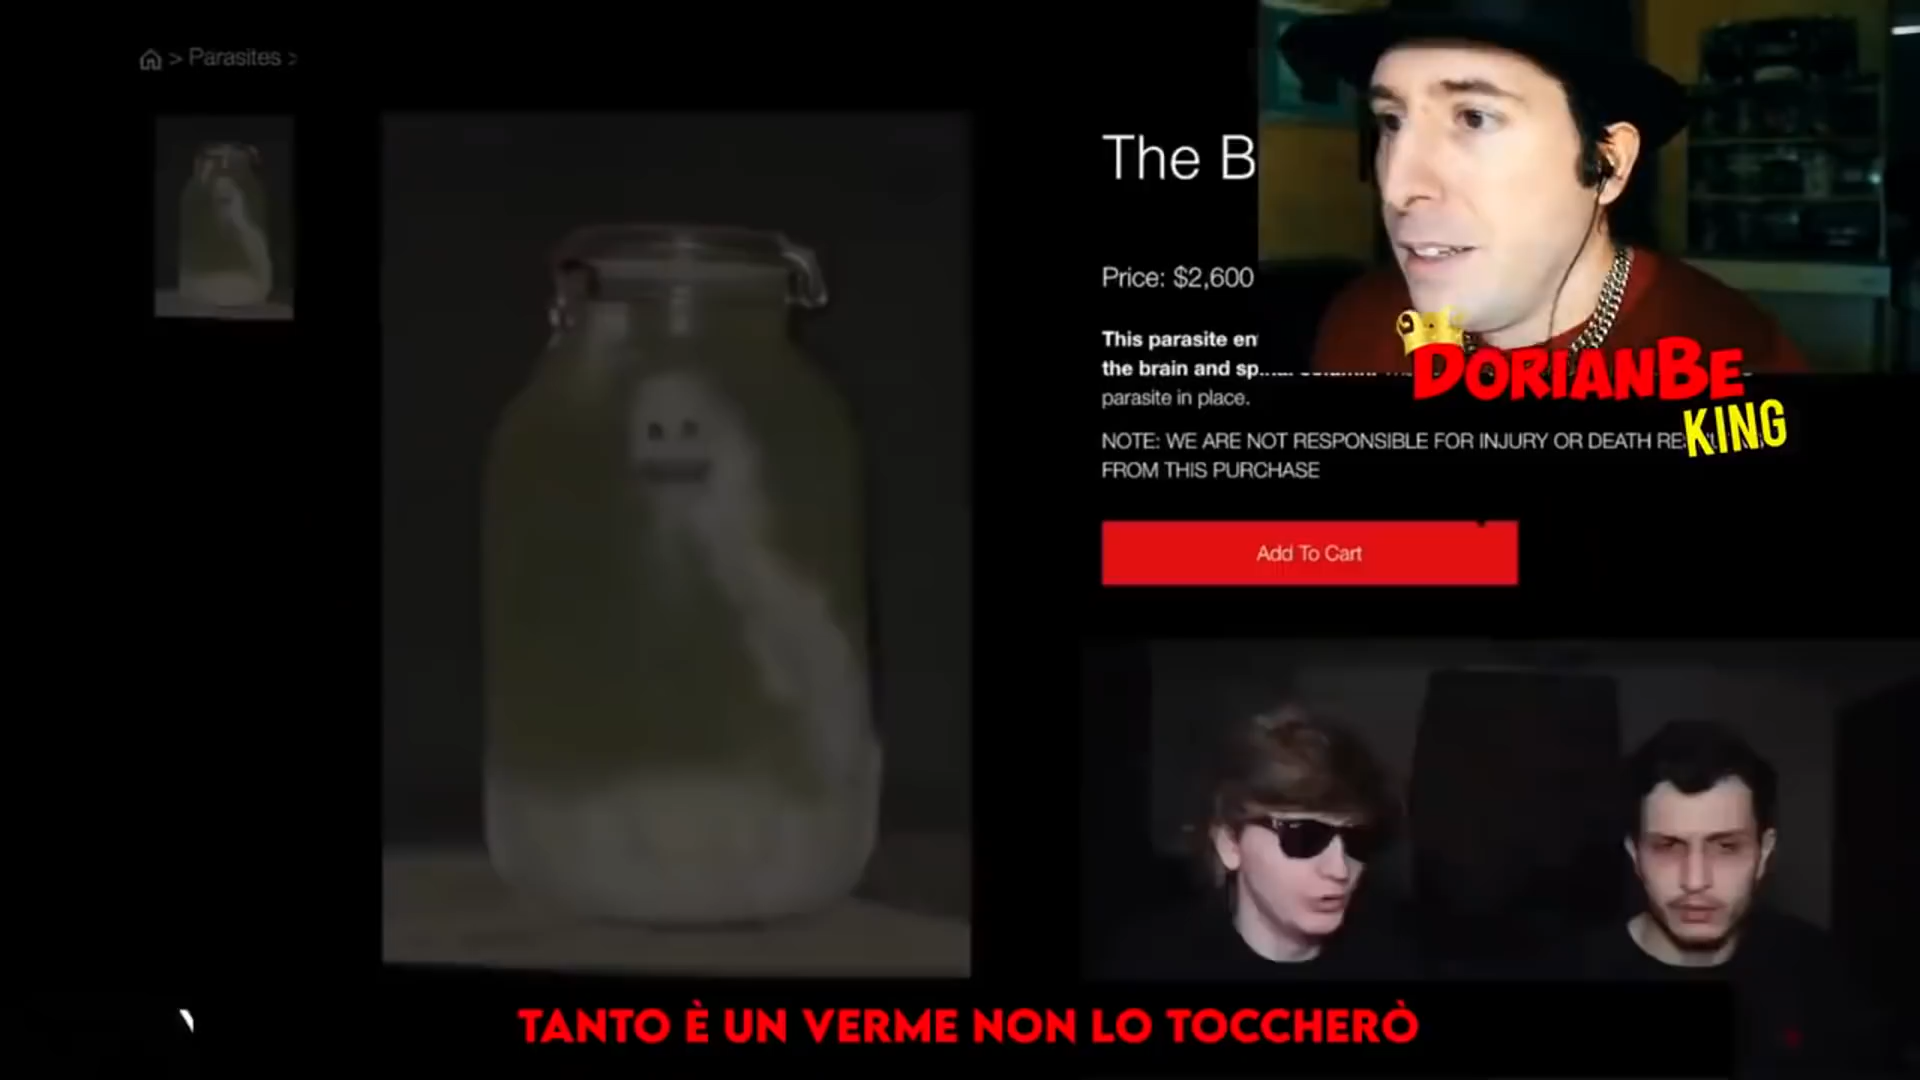 > Parasites >
The B
Price: $2,600
This parasite en
the brain and
parasite in place.
NOTE: WE ARE NOT RESPONSIBLE FOR INJURY OR DEATH
FROM THIS PURCHASE
Add To Cart
DORIANBE
KING
TANTO È UN VERME NON LO TOCCHERÒ